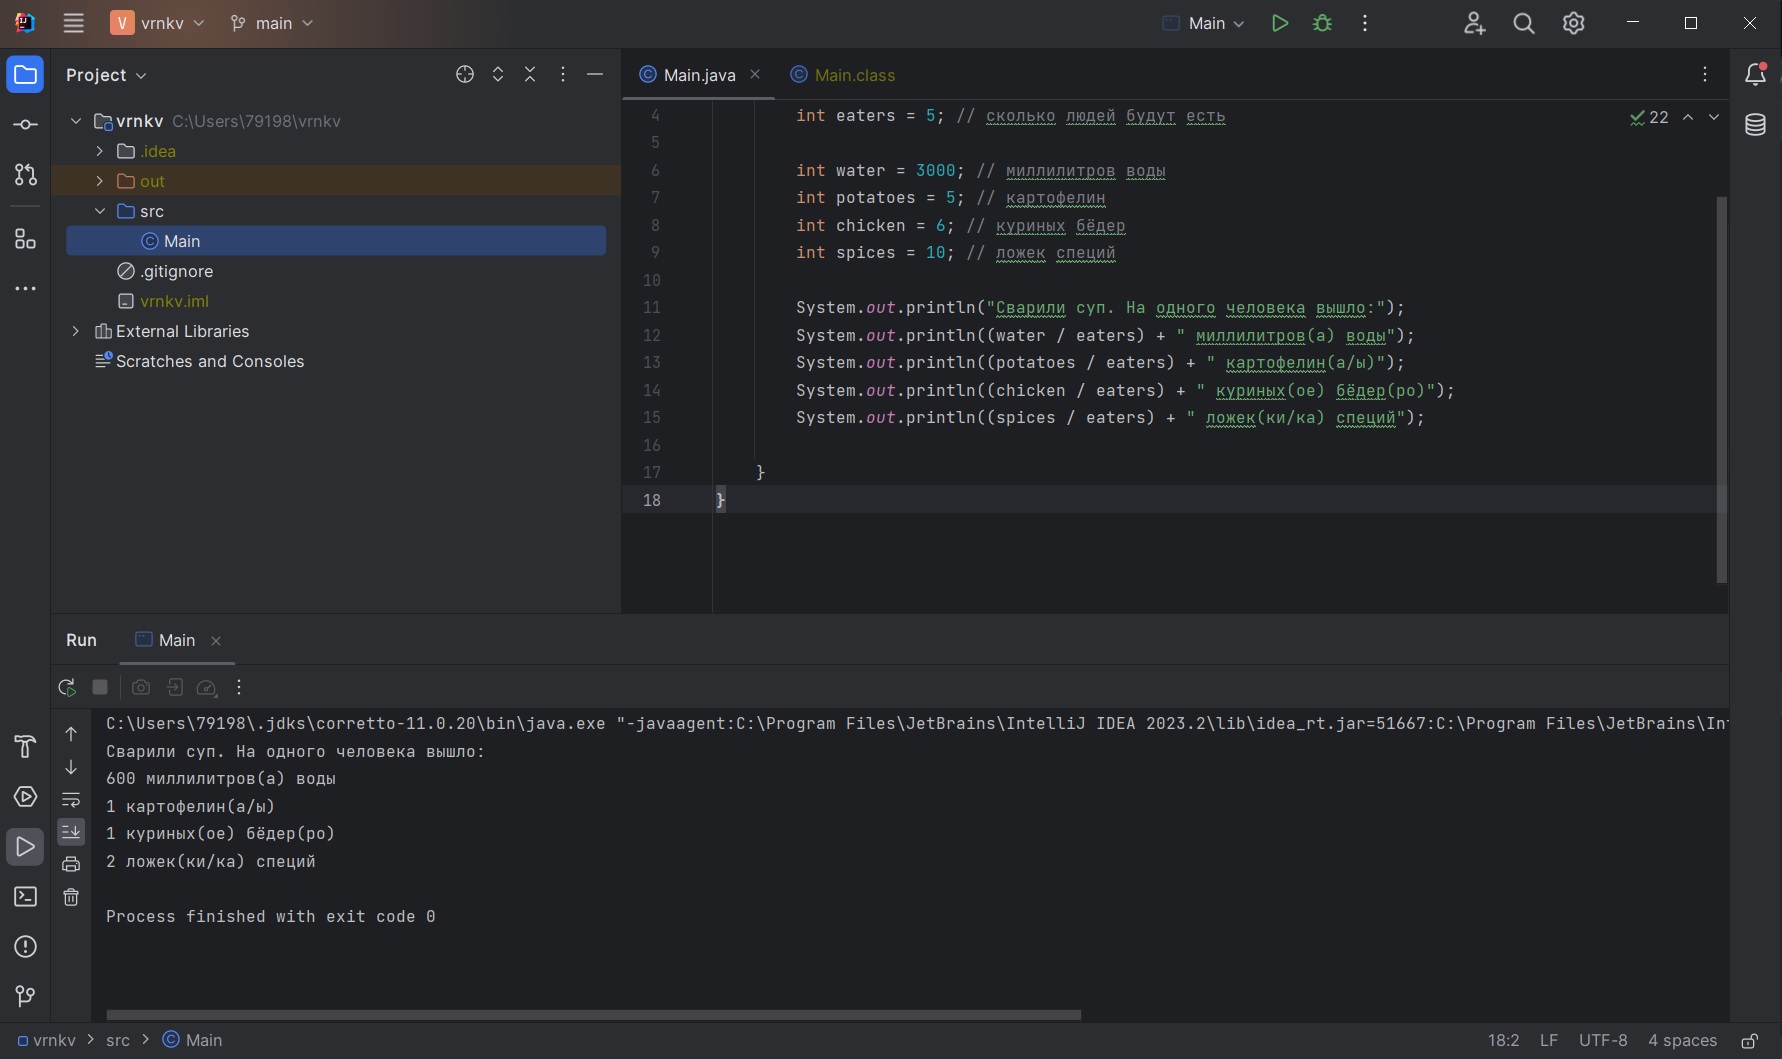 V vrnkv main Main
Project
Main.java Main.class
vrnkv C:\Users\79198\vrnkv
.idea
out
src
Main
.gitignore
vrnkv.iml
External Libraries
Scratches and Consoles
22
4 int eaters = 5; // сколько людей будут есть
5
6 int water = 3000; // миллилитров воды
7 int potatoes = 5; // картофелин
8 int chicken = 6; // куриных бёдер
9 int spices = 10; // ложек специй
10
11 System.out.println("Сварили суп. На одного человека вышло:");
12 System.out.println((water / eaters) + " миллилитров(а) воды");
13 System.out.println((potatoes / eaters) + " картофелин(а/ы)");
14 System.out.println((chicken / eaters) + " куриных(ое) бёдер(ро)");
15 System.out.println((spices / eaters) + " ложек(ки/ка) специй");
16
17 }
18 }
Run Main
C:\Users\79198\.jdks\corretto-11.0.20\bin\java.exe "-javaagent:C:\Program Files\JetBrains\IntelliJ IDEA 2023.2\lib\idea_rt.jar=51667:C:\Program Files\JetBrains\In
Сварили суп. На одного человека вышло:
600 миллилитров(а) воды
1 картофелин(а/ы)
1 куриных(ое) бёдер(ро)
2 ложек(ки/ка) специй
Process finished with exit code 0
vrnkv src Main
18:2 LF UTF-8 4 spaces